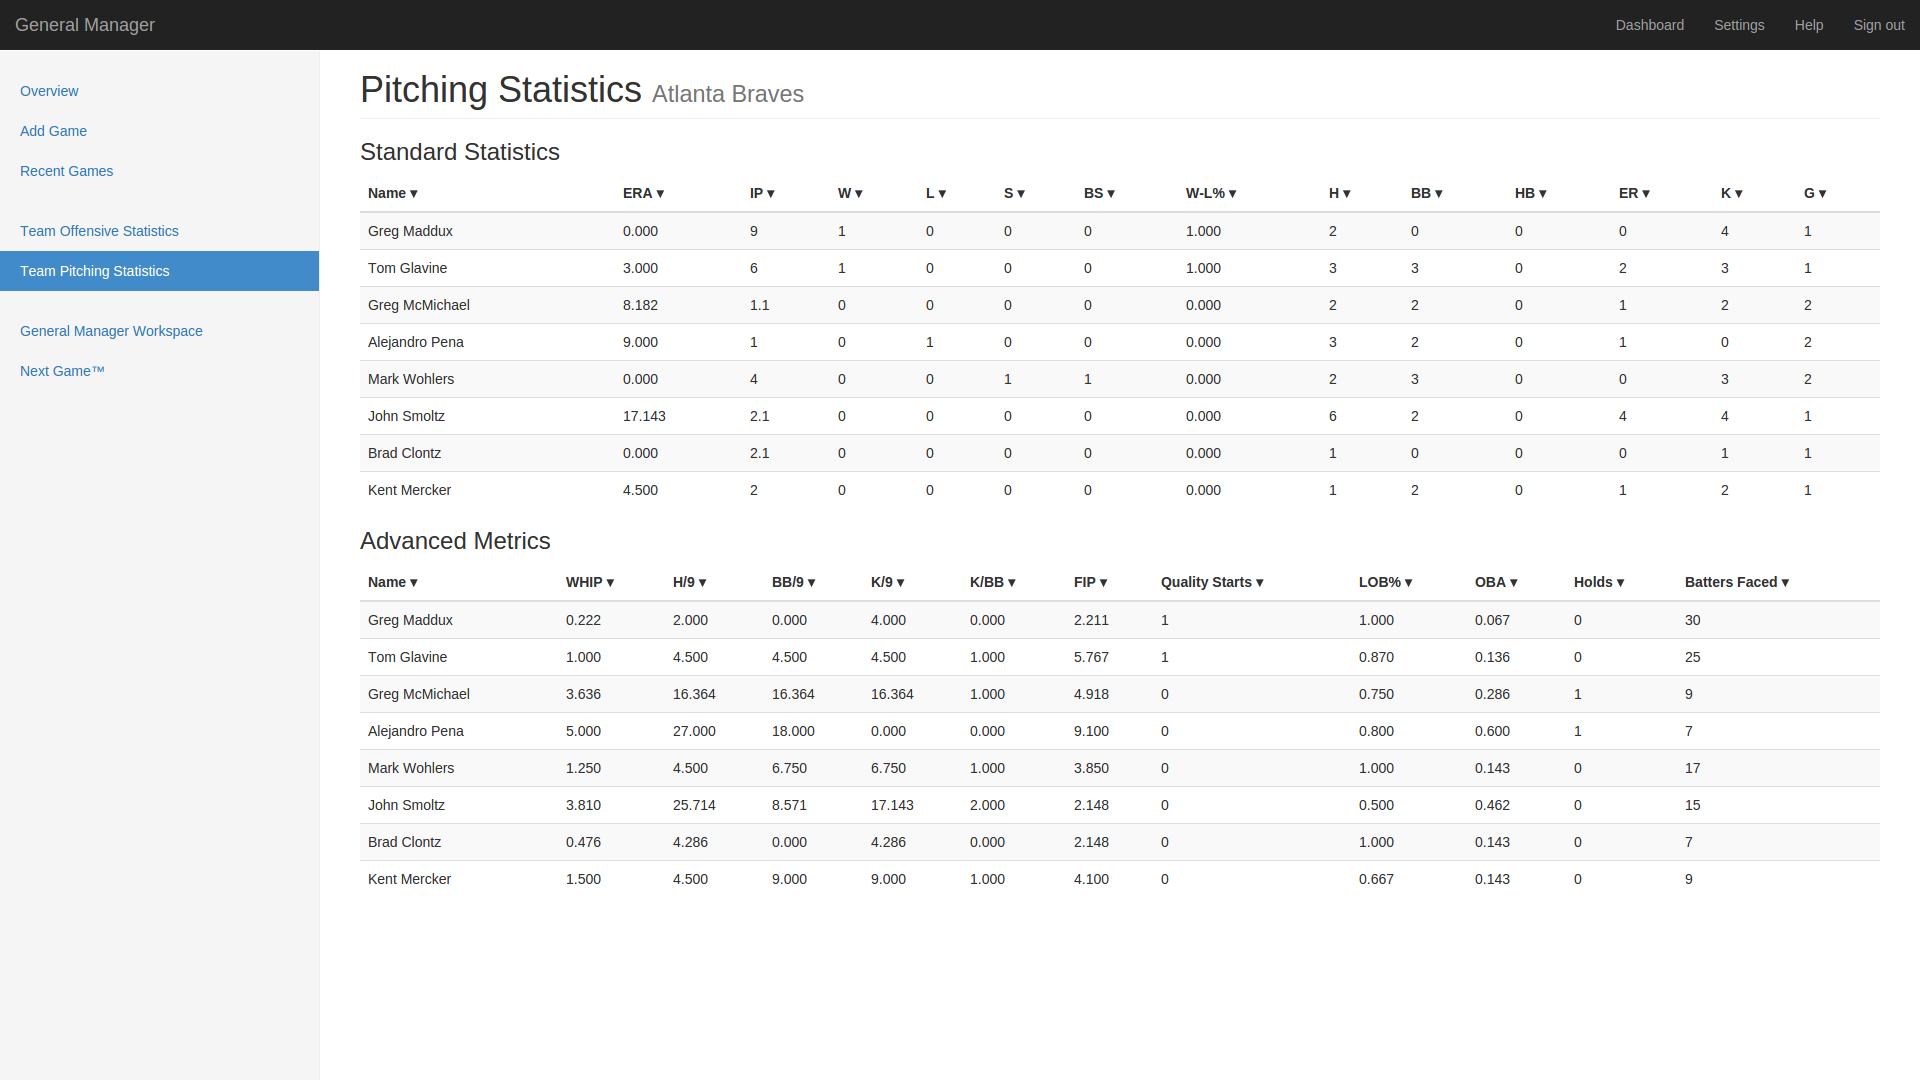 General Manager Dashboard Settings Help Sign out
Overview
Add Game
Recent Games
Team Offensive Statistics
Team Pitching Statistics
General Manager Workspace
Next Game™
Pitching Statistics Atlanta Braves
Standard Statistics
Name ▾ ERA ▾ IP ▾ W ▾ L ▾ S ▾ BS ▾ W-L% ▾ H ▾ BB ▾ HB ▾ ER ▾ K ▾ G ▾
Greg Maddux 0.000 9 1 0 0 0 1.000 2 0 0 0 4 1
Tom Glavine 3.000 6 1 0 0 0 1.000 3 3 0 2 3 1
Greg McMichael 8.182 1.1 0 0 0 0 0.000 2 2 0 1 2 2
Alejandro Pena 9.000 1 0 1 0 0 0.000 3 2 0 1 0 2
Mark Wohlers 0.000 4 0 0 1 1 0.000 2 3 0 0 3 2
John Smoltz 17.143 2.1 0 0 0 0 0.000 6 2 0 4 4 1
Brad Clontz 0.000 2.1 0 0 0 0 0.000 1 0 0 0 1 1
Kent Mercker 4.500 2 0 0 0 0 0.000 1 2 0 1 2 1
Advanced Metrics
Name ▾ WHIP ▾ H/9 ▾ BB/9 ▾ K/9 ▾ K/BB ▾ FIP ▾ Quality Starts ▾ LOB% ▾ OBA ▾ Holds ▾ Batters Faced ▾
Greg Maddux 0.222 2.000 0.000 4.000 0.000 2.211 1 1.000 0.067 0 30
Tom Glavine 1.000 4.500 4.500 4.500 1.000 5.767 1 0.870 0.136 0 25
Greg McMichael 3.636 16.364 16.364 16.364 1.000 4.918 0 0.750 0.286 1 9
Alejandro Pena 5.000 27.000 18.000 0.000 0.000 9.100 0 0.800 0.600 1 7
Mark Wohlers 1.250 4.500 6.750 6.750 1.000 3.850 0 1.000 0.143 0 17
John Smoltz 3.810 25.714 8.571 17.143 2.000 2.148 0 0.500 0.462 0 15
Brad Clontz 0.476 4.286 0.000 4.286 0.000 2.148 0 1.000 0.143 0 7
Kent Mercker 1.500 4.500 9.000 9.000 1.000 4.100 0 0.667 0.143 0 9